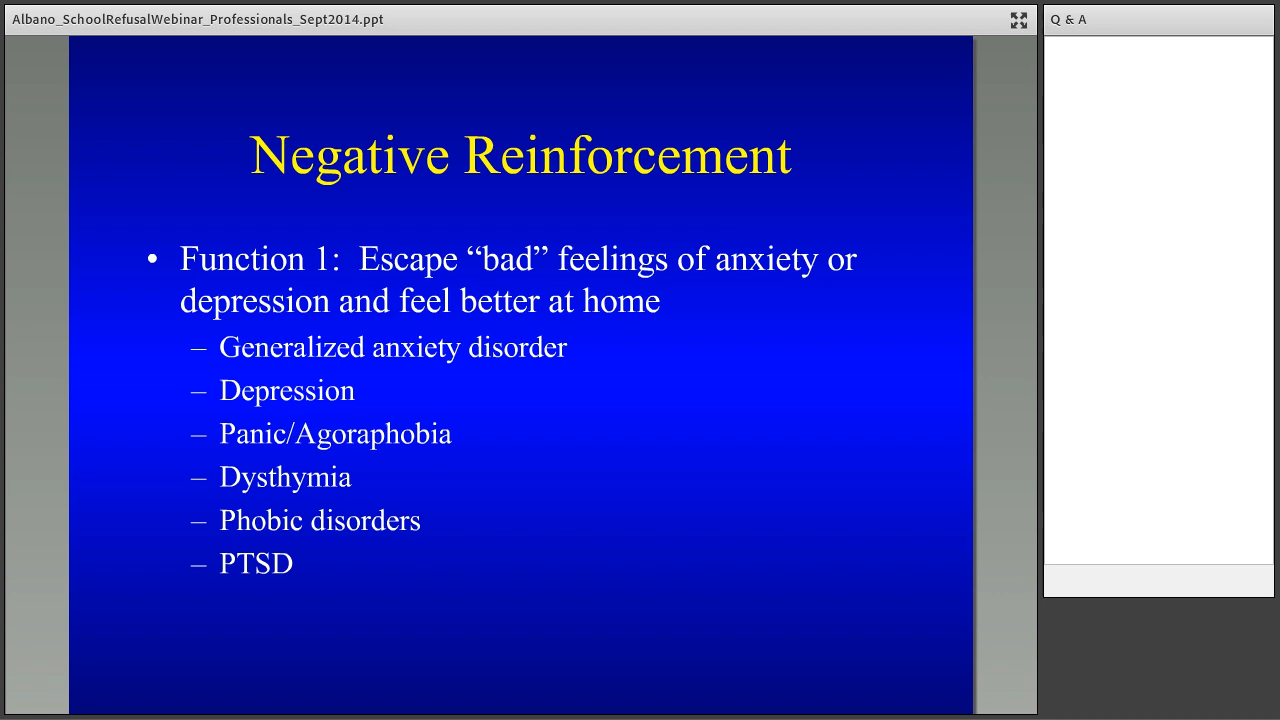 Albano_SchoolRefusalWebinar_Professionals_Sept2014.ppt
Q & A
Negative Reinforcement
• Function 1:  Escape “bad” feelings of anxiety or
depression and feel better at home
– Generalized anxiety disorder
– Depression
– Panic/Agoraphobia
– Dysthymia
– Phobic disorders
– PTSD